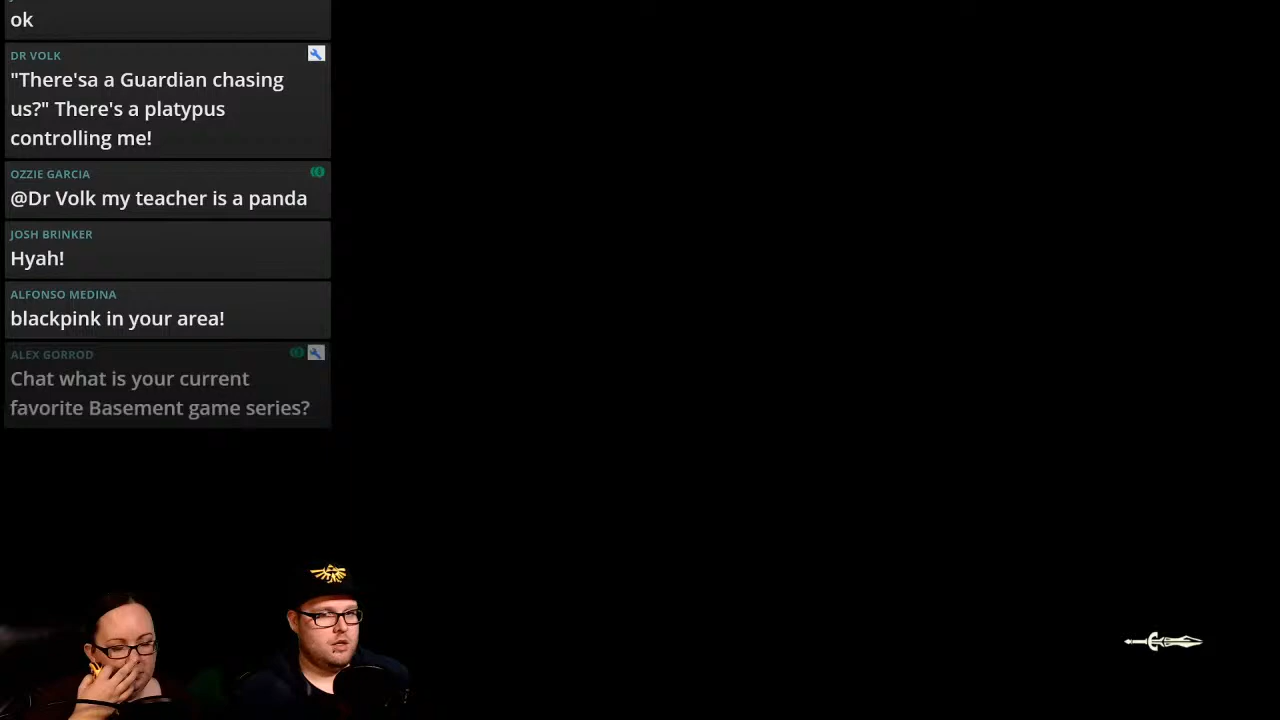 ok
DR VOLK
"There'sa a Guardian chasing
us?" There's a platypus
controlling me!
OZZIE GARCIA
@Dr Volk my teacher is a panda
JOSH BRINKER
Hyah!
ALFONSO MEDINA
blackpink in your area!
ALEX GORROD
Chat what is your current
favorite Basement game series?